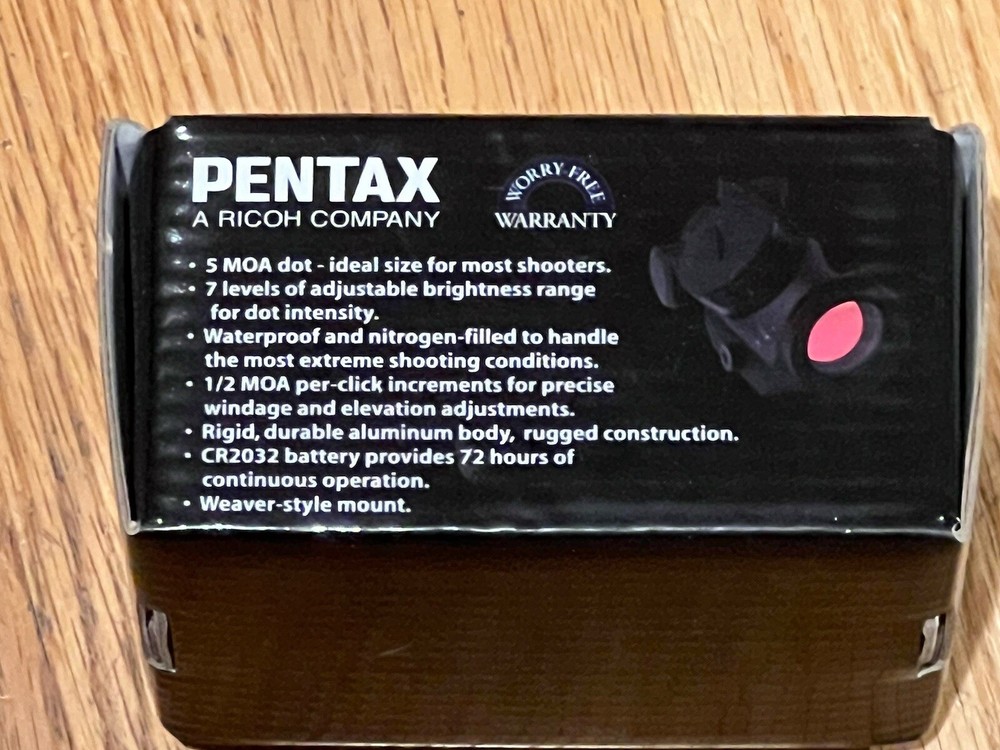 PENTAX
A RICOH COMPANY
WORRY FREE
WARRANTY
• 5 MOA dot - ideal size for most shooters.
• 7 levels of adjustable brightness range
for dot intensity.
• Waterproof and nitrogen-filled to handle
the most extreme shooting conditions.
• 1/2 MOA per-click increments for precise
windage and elevation adjustments.
• Rigid, durable aluminum body, rugged construction.
• CR2032 battery provides 72 hours of
continuous operation.
• Weaver-style mount.